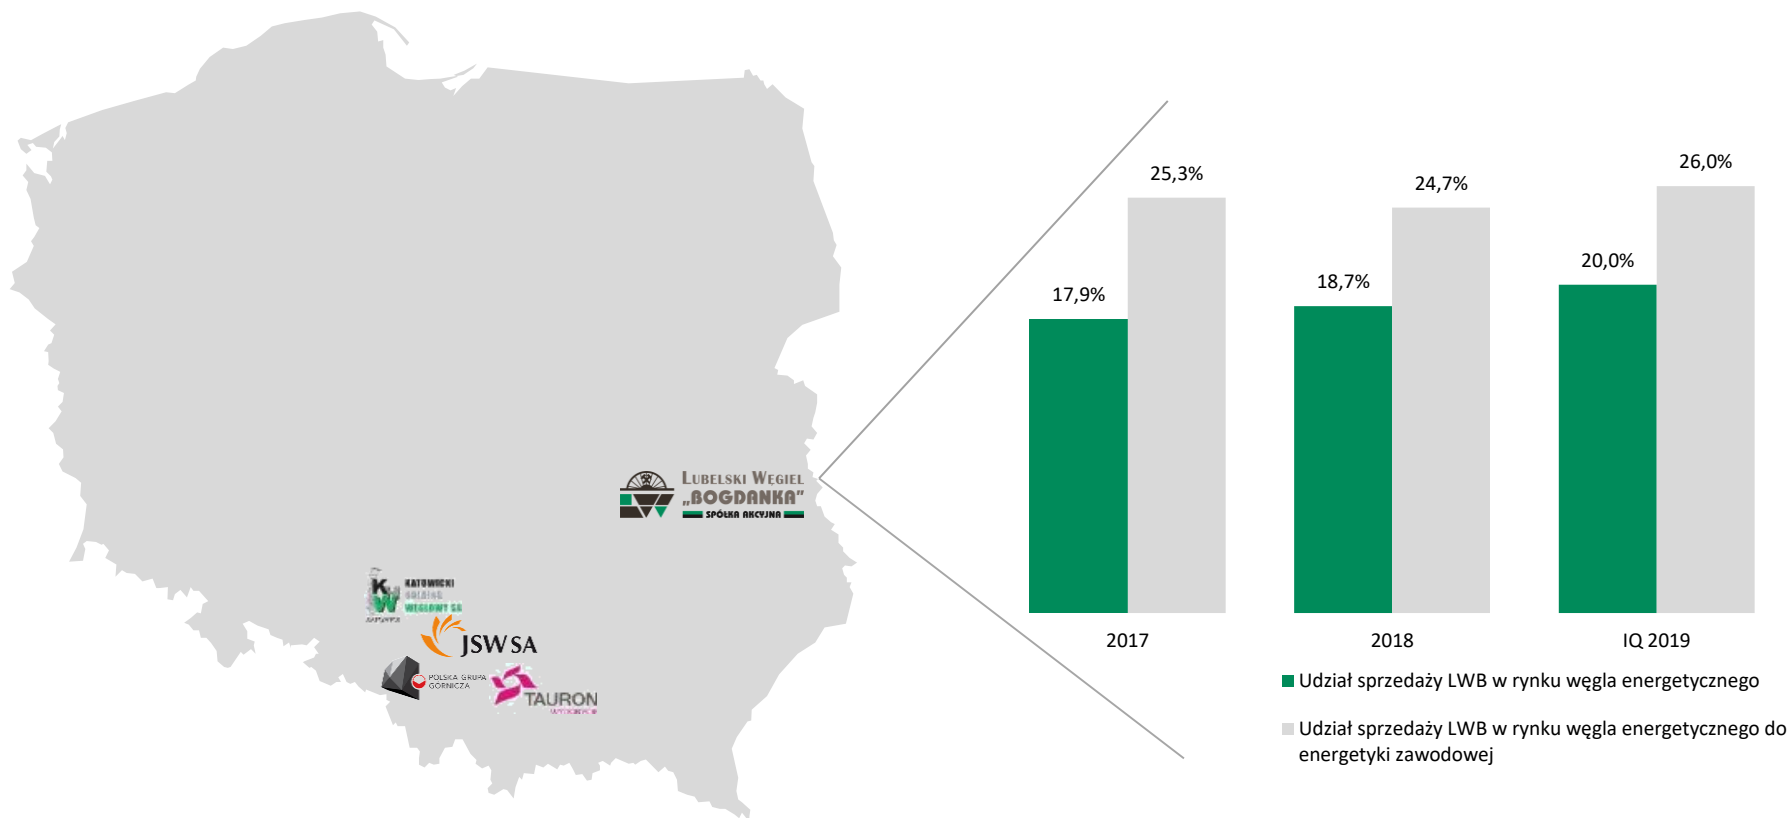 LUBELSKI WĘGIEL
„BOGDANKA"
SPÓŁKA AKCYJNA
KATOWICKI
HOLDING
WĘGLOWY SA
JSW SA
POLSKA GRUPA
GÓRNICZA
TAURON
WYDOBYCIE
25,3%
24,7%
26,0%
17,9%
18,7%
20,0%
2017
2018
IQ 2019
Udział sprzedaży LWB w rynku węgla energetycznego
Udział sprzedaży LWB w rynku węgla energetycznego do
energetyki zawodowej